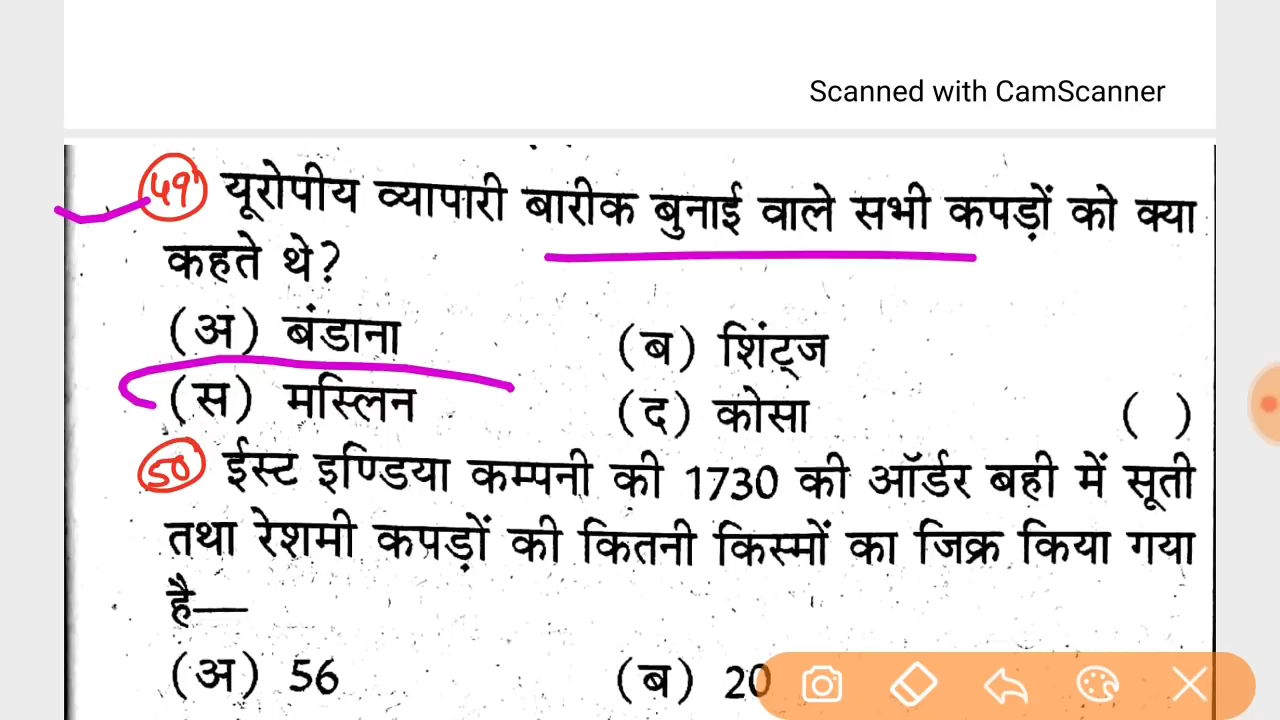 Scanned with CamScanner
49 यूरोपीय व्यापारी बारीक बुनाई वाले सभी कपड़ों को क्या
कहते थे?
(अ) बंडाना (ब) शिंट्ज
(स) मस्लिन (द) कोसा ( )
50 ईस्ट इण्डिया कम्पनी की 1730 की ऑर्डर बही में सूती
तथा रेशमी कपड़ों की कितनी किस्मों का जिक्र किया गया
है—
(अ) 56 (ब) 20